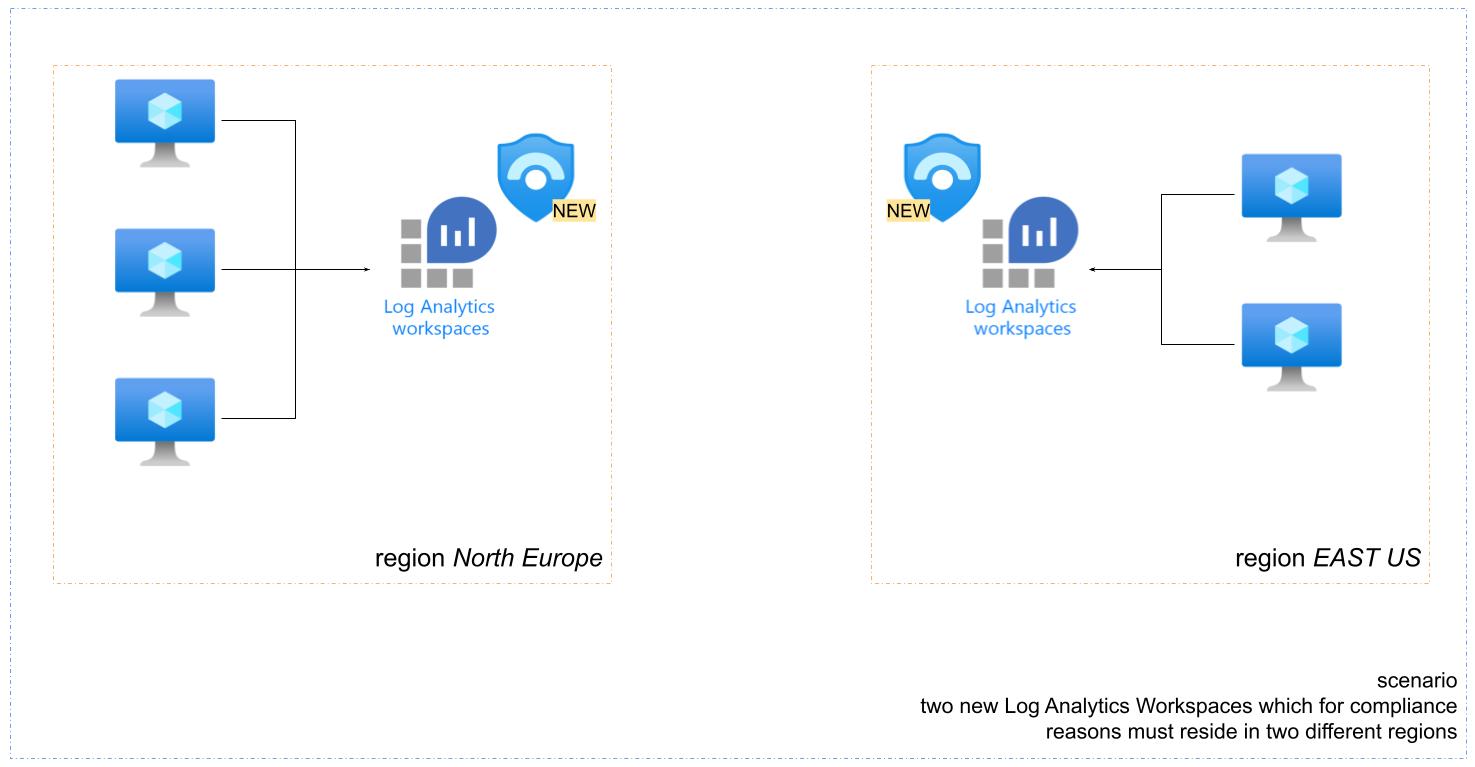 NEW
Log Analytics
workspaces
region North Europe
NEW
Log Analytics
workspaces
region EAST US
scenario
two new Log Analytics Workspaces which for compliance
reasons must reside in two different regions